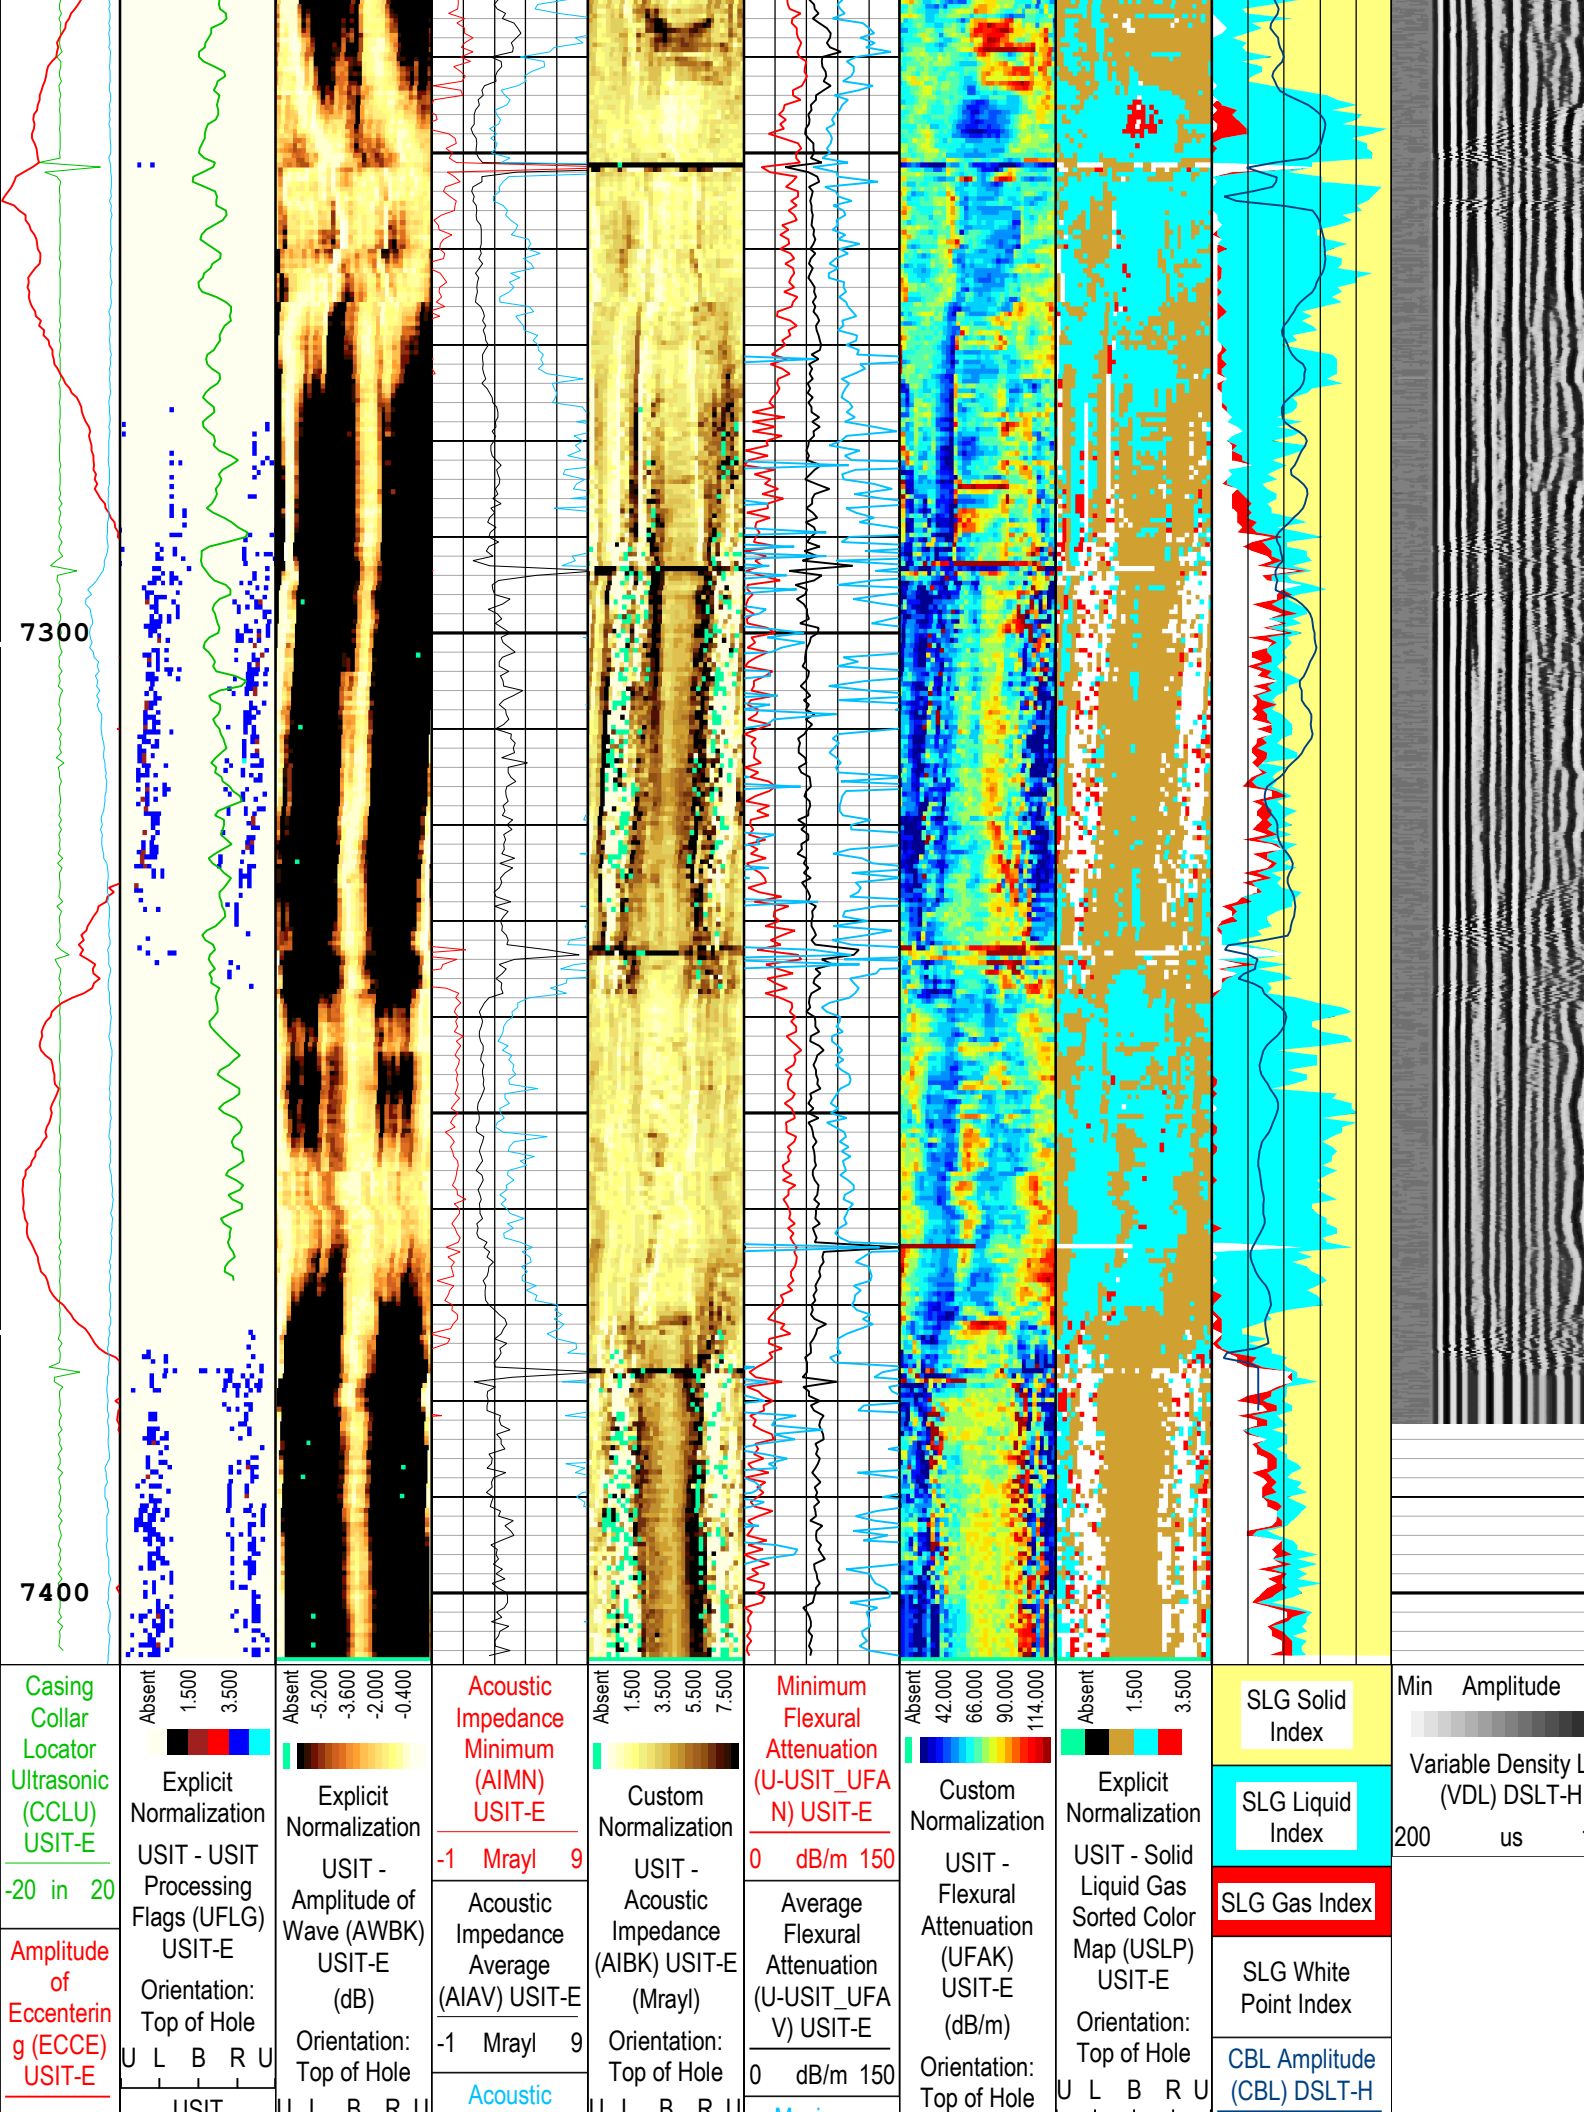 7300
7400
Casing
Collar
Locator
Ultrasonic
(CCLU)
USIT-E
-20 in 20
Amplitude
of
Eccenterin
g (ECCE)
USIT-E
Absent 1.500 3.500
Explicit
Normalization
USIT - USIT
Processing
Flags (UFLG)
USIT-E
Orientation:
Top of Hole
U L B R U
USIT
Absent -5.200 -3.600 -2.000 -0.400
Explicit
Normalization
USIT -
Amplitude of
Wave (AWBK)
USIT-E
(dB)
Orientation:
Top of Hole
U L B R U
Acoustic
Impedance
Minimum
(AIMN)
USIT-E
-1 Mrayl 9
Acoustic
Impedance
Average
(AIAV) USIT-E
-1 Mrayl 9
Acoustic
Absent 1.500 3.500 5.500 7.500
Custom
Normalization
USIT -
Acoustic
Impedance
(AIBK) USIT-E
(Mrayl)
Orientation:
Top of Hole
U L B R U
Minimum
Flexural
Attenuation
(U-USIT_UFA
N) USIT-E
0 dB/m 150
Average
Flexural
Attenuation
(U-USIT_UFA
V) USIT-E
0 dB/m 150
Absent 42.000 66.000 90.000 114.000
Custom
Normalization
USIT -
Flexural
Attenuation
(UFAK)
USIT-E
(dB/m)
Orientation:
Top of Hole
Absent 1.500 3.500
Explicit
Normalization
USIT - Solid
Liquid Gas
Sorted Color
Map (USLP)
USIT-E
Orientation:
Top of Hole
U L B R U
SLG Solid
Index
SLG Liquid
Index
SLG Gas Index
SLG White
Point Index
CBL Amplitude
(CBL) DSLT-H
Min Amplitude
Variable Density L
(VDL) DSLT-H
200 us